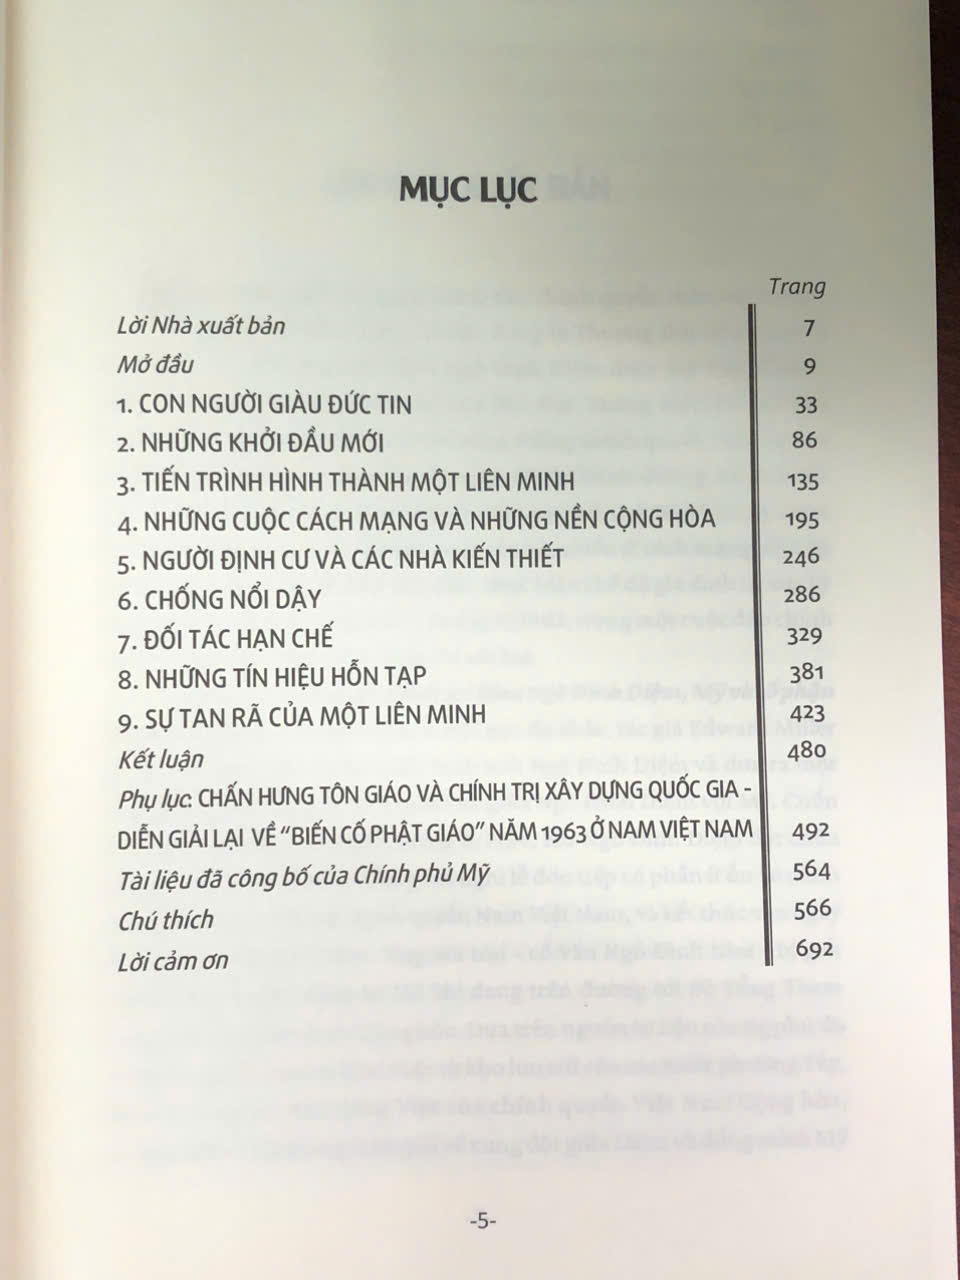 MỤC LỤC
Trang
Lời Nhà xuất bản 7
Mở đầu 9
1. CON NGƯỜI GIÀU ĐỨC TIN 33
2. NHỮNG KHỞI ĐẦU MỚI 86
3. TIẾN TRÌNH HÌNH THÀNH MỘT LIÊN MINH 135
4. NHỮNG CUỘC CÁCH MẠNG VÀ NHỮNG NỀN CỘNG HÒA 195
5. NGƯỜI ĐỊNH CƯ VÀ CÁC NHÀ KIẾN THIẾT 246
6. CHỐNG NỔI DẬY 286
7. ĐỐI TÁC HẠN CHẾ 329
8. NHỮNG TÍN HIỆU HỖN TẠP 381
9. SỰ TAN RÃ CỦA MỘT LIÊN MINH 423
Kết luận 480
Phụ lục: CHẤN HƯNG TÔN GIÁO VÀ CHÍNH TRỊ XÂY DỰNG QUỐC GIA -
DIỄN GIẢI LẠI VỀ “BIẾN CỐ PHẬT GIÁO” NĂM 1963 Ở NAM VIỆT NAM 492
Tài liệu đã công bố của Chính phủ Mỹ 564
Chú thích 566
Lời cảm ơn 692
-5-